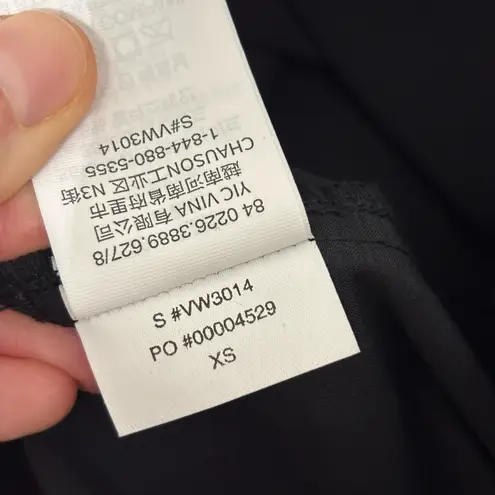 84 0226.3889.627/8
YIC VINA 有限公司
越南河南省府里市
CHAUSON工业区 N3街
1-844-880-5355
S#VW3014
S #VW3014
PO #00004529
XS